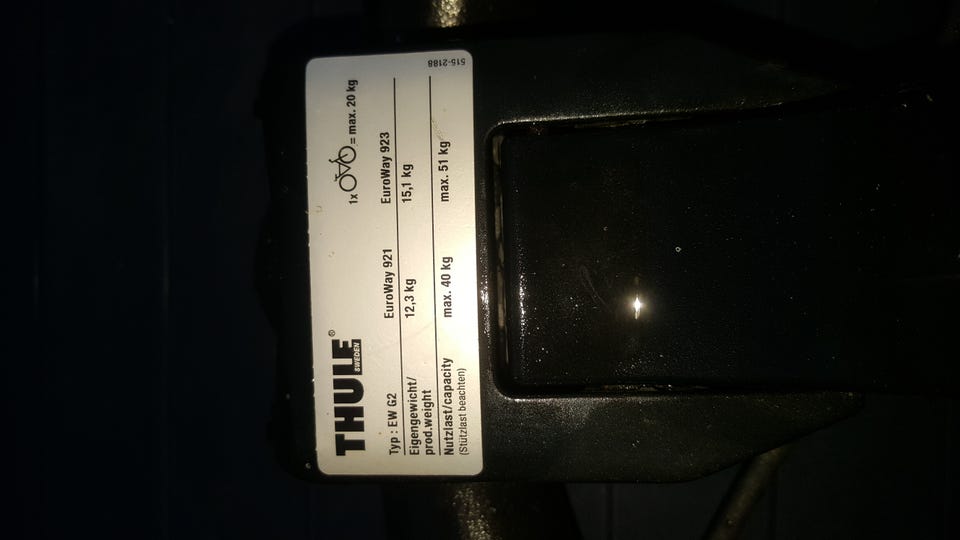 THULE®
SWEDEN
1x = max. 20 kg
Typ : EW G2 EuroWay 921 EuroWay 923
Eigengewicht/
prod.weight 12,3 kg 15,1 kg
Nutzlast/capacity max. 40 kg max. 51 kg
(Stützlast beachten)
515-2188